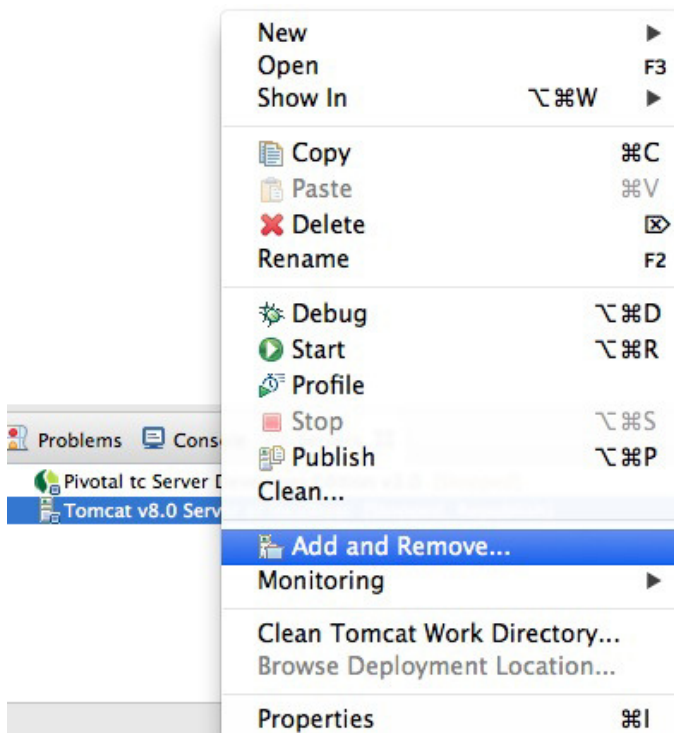 New
Open F3
Show In ⌥⌘W
Copy ⌘C
Paste ⌘V
Delete ⌦
Rename F2
Debug ⌥⌘D
Start ⌥⌘R
Profile
Stop ⌥⌘S
Publish ⌥⌘P
Clean...
Add and Remove...
Monitoring
Clean Tomcat Work Directory...
Browse Deployment Location...
Properties ⌘I
Problems Cons
Pivotal tc Server D
Tomcat v8.0 Serv